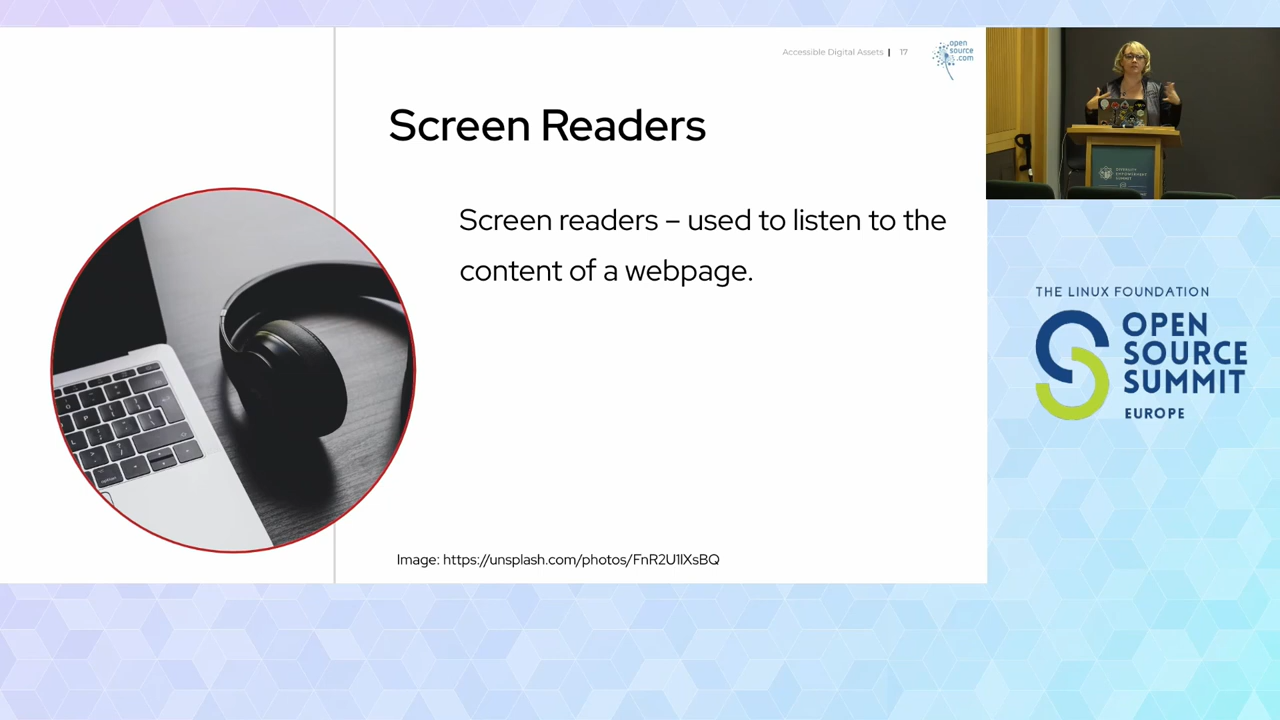 Accessible Digital Assets | 17
open
source
.com
Screen Readers
Screen readers – used to listen to the
content of a webpage.
Image: https://unsplash.com/photos/FnR2U1lXsBQ
THE LINUX FOUNDATION
OPEN
SOURCE
SUMMIT
EUROPE